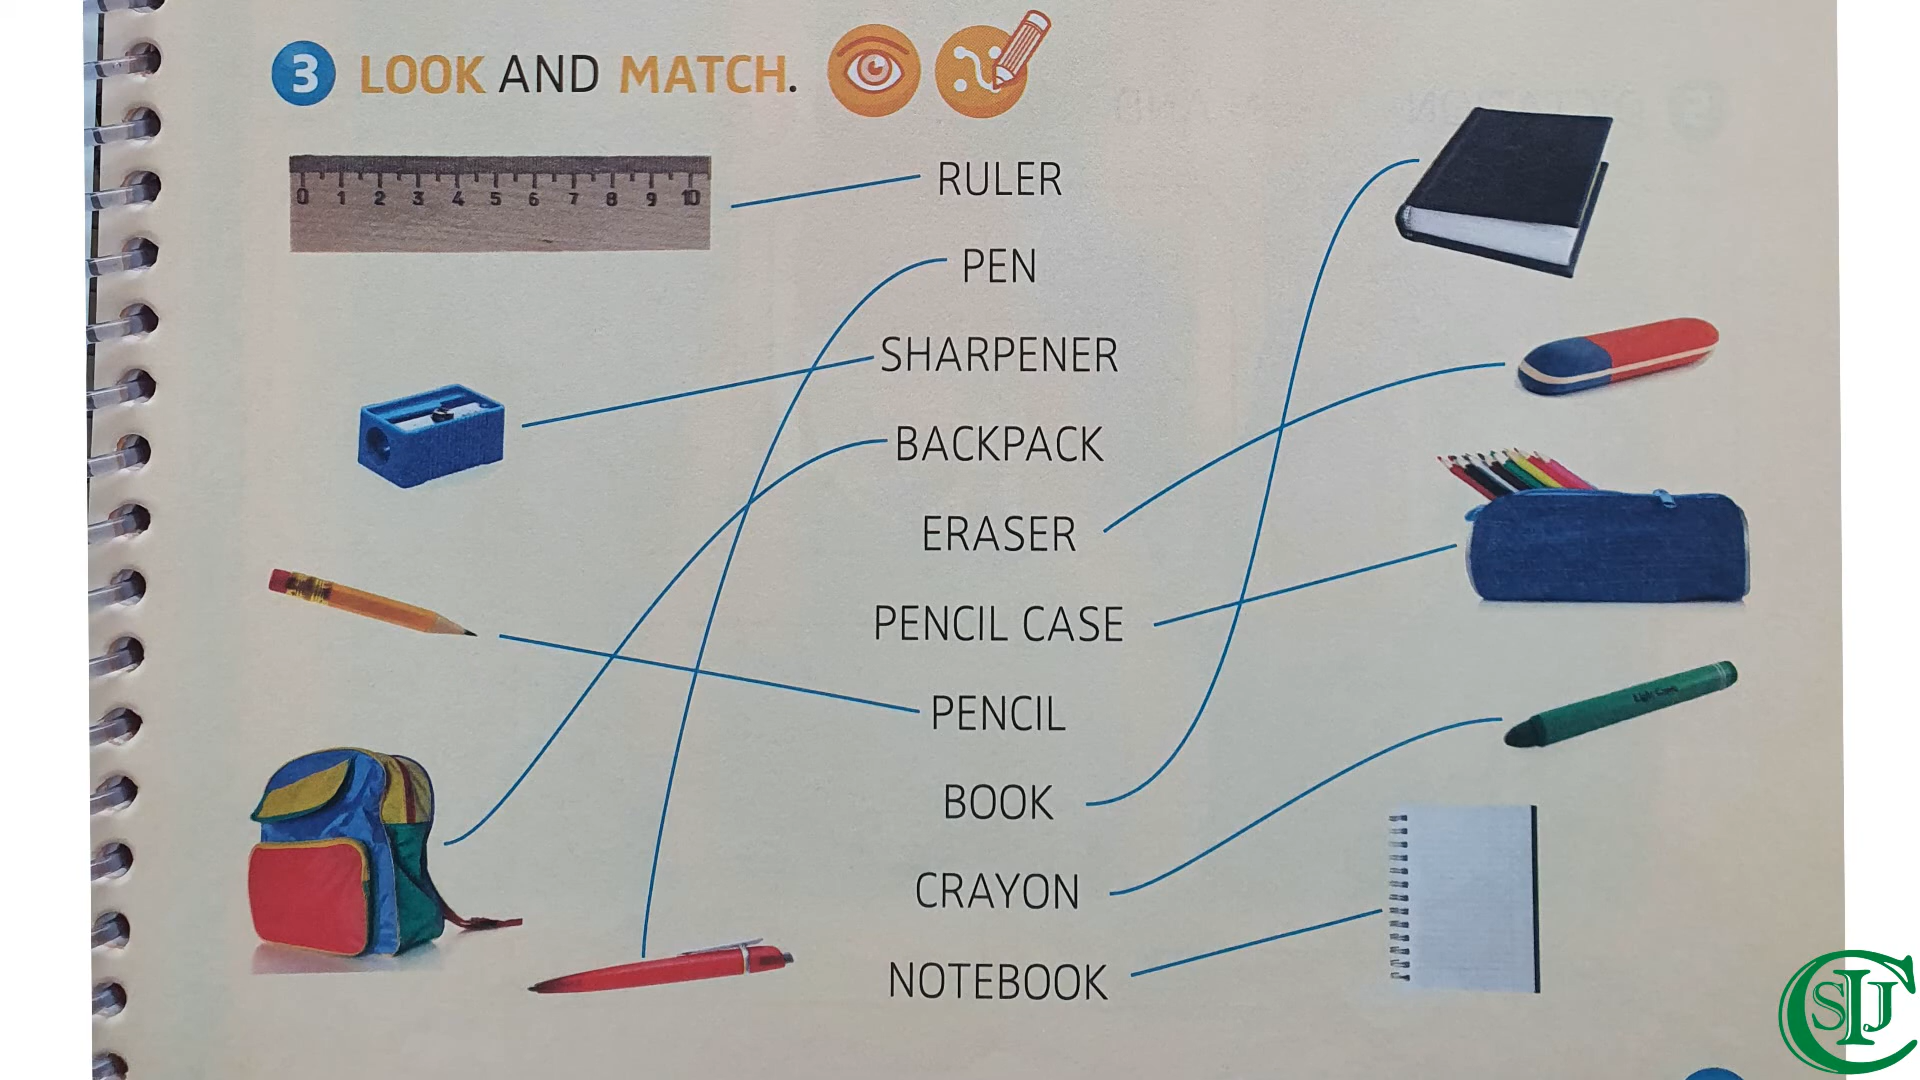 3 LOOK AND MATCH.
0 1 2 3 4 5 6 7 8 9 10
RULER
PEN
SHARPENER
BACKPACK
ERASER
PENCIL CASE
PENCIL
BOOK
CRAYON
NOTEBOOK